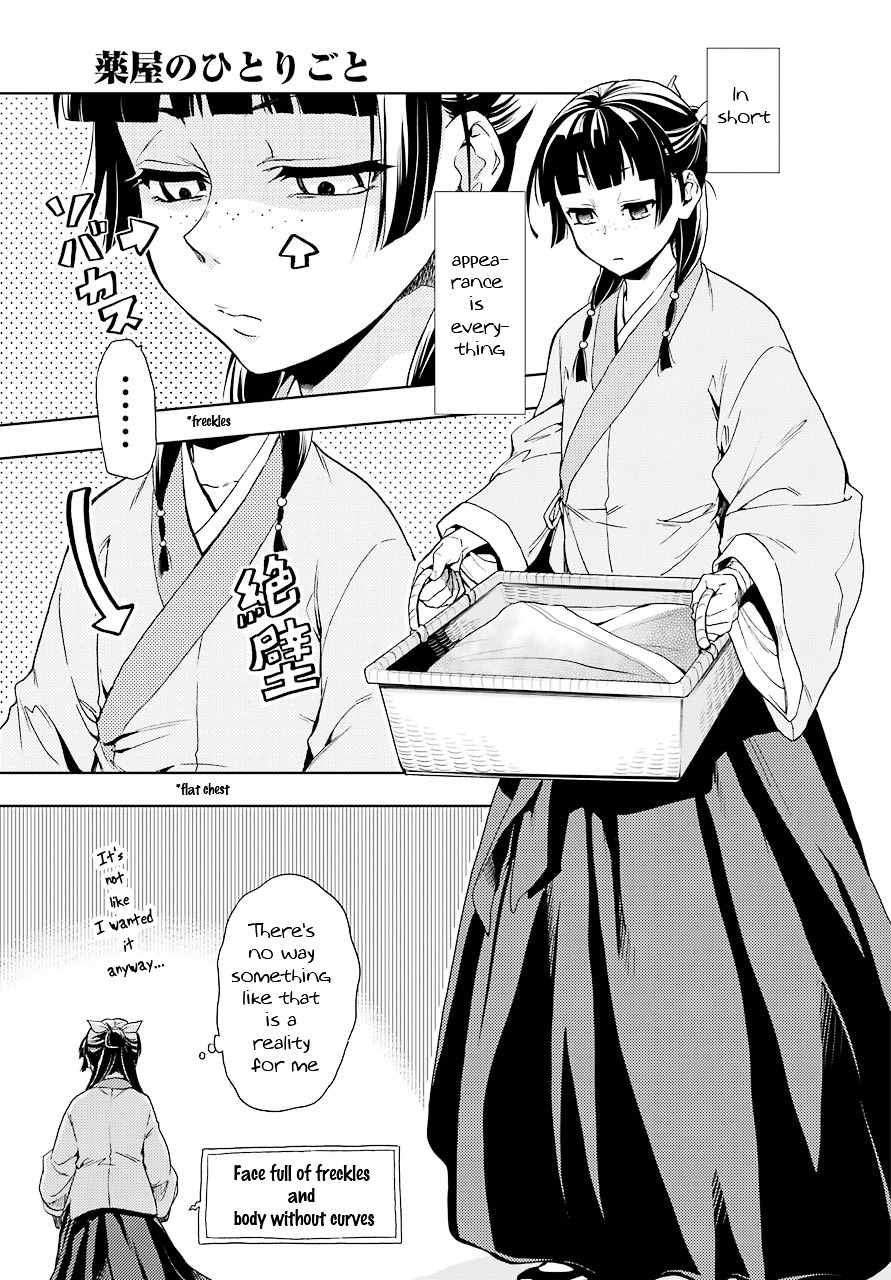 薬屋のひとりごと
In
short
appea-
rance
is
every-
thing
ソバカス
・・・・・・
*freckles
絶壁
*flat chest
There's
no way
something
like that
is a
reality
for me
It's
not
like
I wanted
it
anyway...
Face full of freckles
and
body without curves